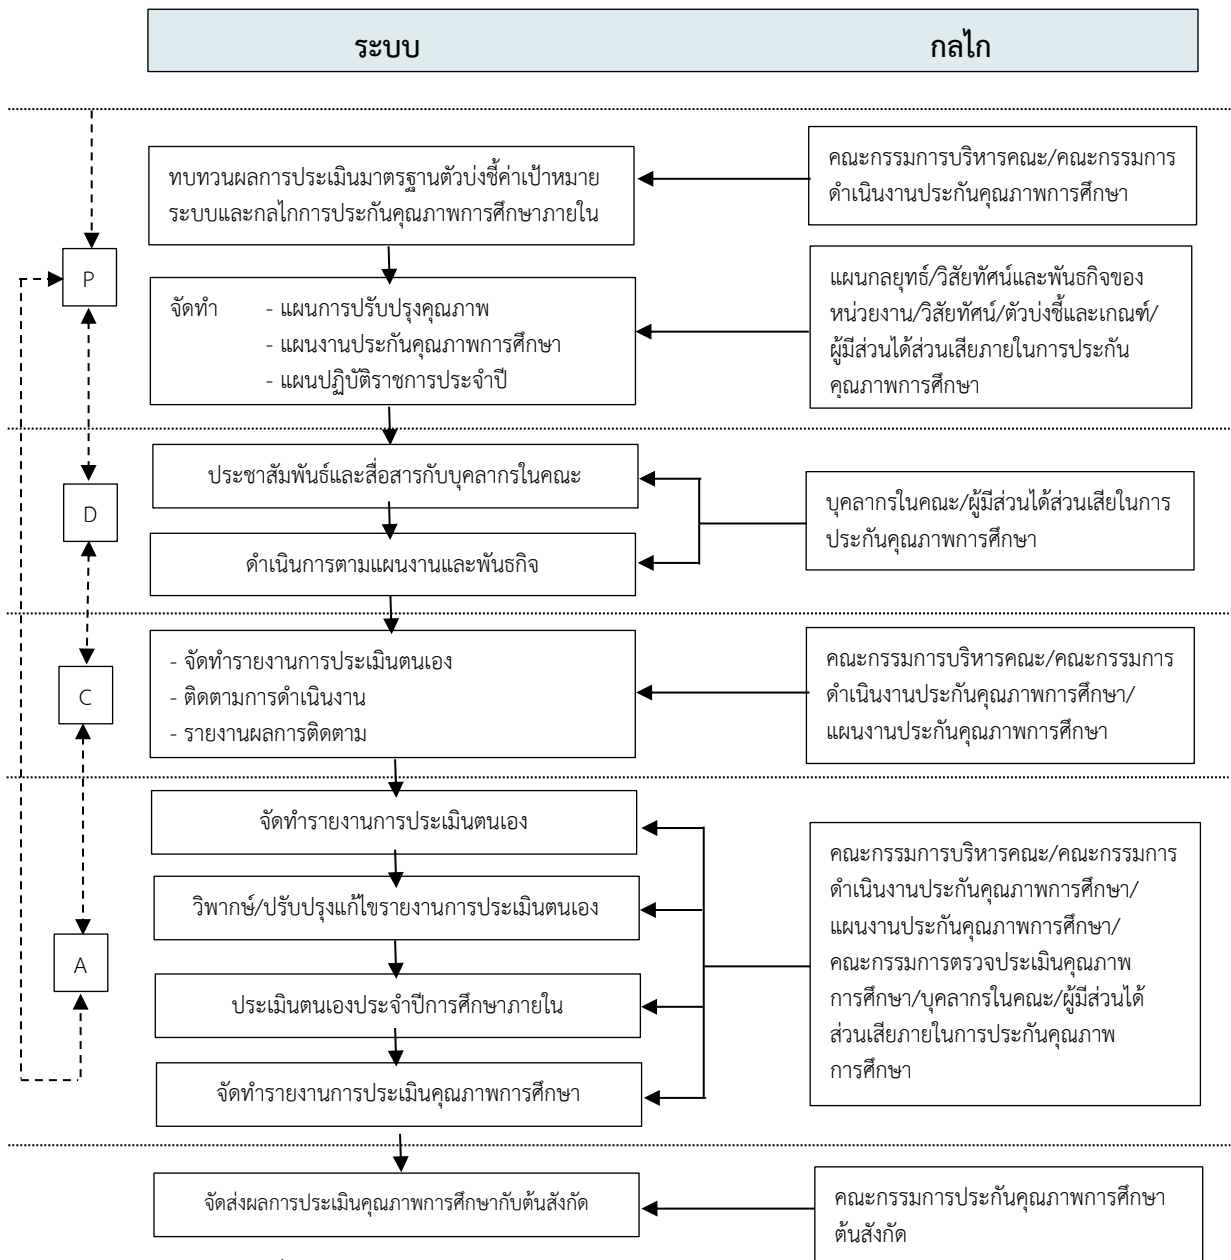 ระบบ
กลไก
ทบทวนผลการประเมินมาตรฐานตัวบ่งชี้ค่าเป้าหมาย
ระบบและกลไกการประกันคุณภาพการศึกษาภายใน
คณะกรรมการบริหารคณะ/คณะกรรมการ
ดำเนินงานประกันคุณภาพการศึกษา
P
จัดทำ - แผนการปรับปรุงคุณภาพ
- แผนงานประกันคุณภาพการศึกษา
- แผนปฏิบัติราชการประจำปี
แผนกลยุทธ์/วิสัยทัศน์และพันธกิจของ
หน่วยงาน/วิสัยทัศน์/ตัวบ่งชี้และเกณฑ์/
ผู้มีส่วนได้ส่วนเสียภายในการประกัน
คุณภาพการศึกษา
ประชาสัมพันธ์และสื่อสารกับบุคลากรในคณะ
D
ดำเนินการตามแผนงานและพันธกิจ
บุคลากรในคณะ/ผู้มีส่วนได้ส่วนเสียในการ
ประกันคุณภาพการศึกษา
C
- จัดทำรายงานการประเมินตนเอง
- ติดตามการดำเนินงาน
- รายงานผลการติดตาม
คณะกรรมการบริหารคณะ/คณะกรรมการ
ดำเนินงานประกันคุณภาพการศึกษา/
แผนงานประกันคุณภาพการศึกษา
จัดทำรายงานการประเมินตนเอง
วิพากษ์/ปรับปรุงแก้ไขรายงานการประเมินตนเอง
A
ประเมินตนเองประจำปีการศึกษาภายใน
จัดทำรายงานการประเมินคุณภาพการศึกษา
คณะกรรมการบริหารคณะ/คณะกรรมการ
ดำเนินงานประกันคุณภาพการศึกษา/
แผนงานประกันคุณภาพการศึกษา/
คณะกรรมการตรวจประเมินคุณภาพ
การศึกษา/บุคลากรในคณะ/ผู้มีส่วนได้
ส่วนเสียภายในการประกันคุณภาพ
การศึกษา
จัดส่งผลการประเมินคุณภาพการศึกษากับต้นสังกัด
คณะกรรมการประกันคุณภาพการศึกษา
ต้นสังกัด